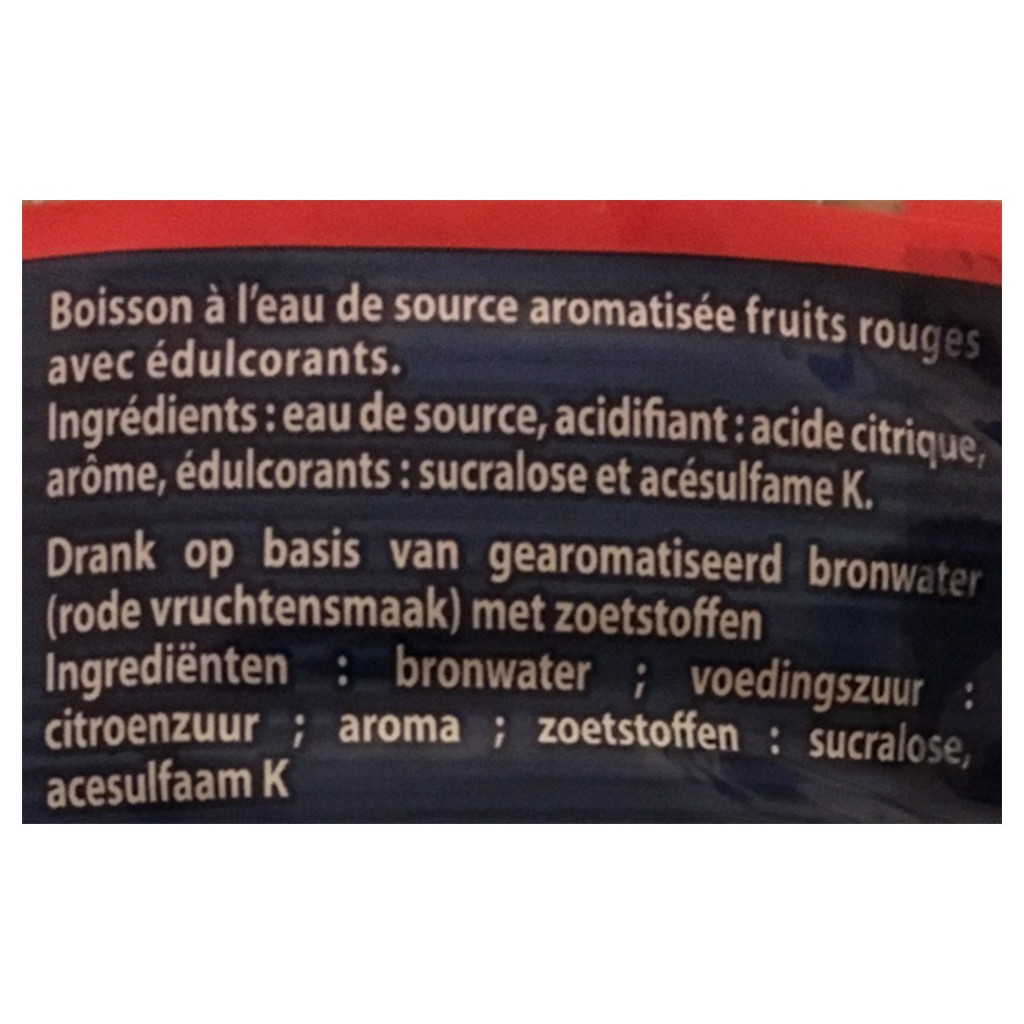 Boisson à l'eau de source aromatisée fruits rouges
avec édulcorants.
Ingrédients : eau de source, acidifiant : acide citrique,
arôme, édulcorants : sucralose et acésulfame K.
Drank op basis van gearomatiseerd bronwater
(rode vruchtensmaak) met zoetstoffen
Ingrediënten : bronwater ; voedingszuur :
citroenzuur ; aroma ; zoetstoffen : sucralose,
acesulfaam K